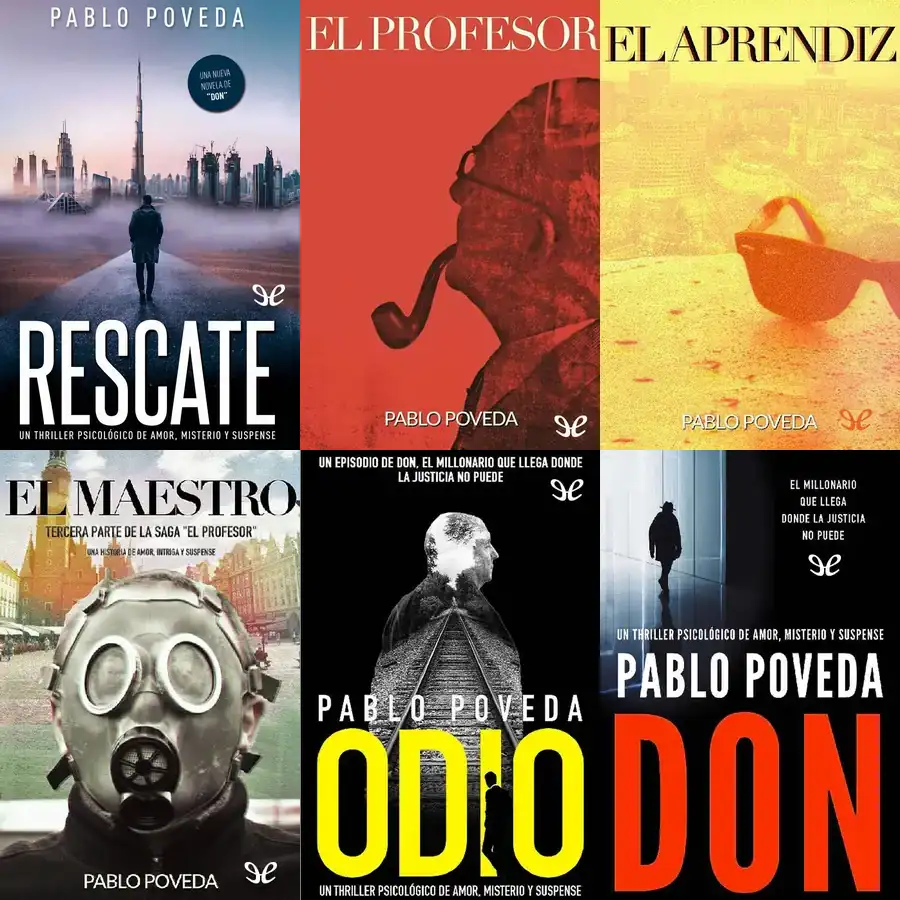 PABLO POVEDA
UNA NUEVA
NOVELA DE
"DON"
RESCATE
UN THRILLER PSICOLÓGICO DE AMOR, MISTERIO Y SUSPENSE
EL PROFESOR
PABLO POVEDA
EL APRENDIZ
PABLO POVEDA
EL MAESTRO
TERCERA PARTE DE LA SAGA "EL PROFESOR"
UNA HISTORIA DE AMOR, INTRIGA Y SUSPENSE
PABLO POVEDA
UN EPISODIO DE DON, EL MILLONARIO QUE LLEGA DONDE
LA JUSTICIA NO PUEDE
PABLO POVEDA
ODIO
UN THRILLER PSICOLÓGICO DE AMOR, MISTERIO Y SUSPENSE
EL MILLONARIO
QUE LLEGA
DONDE LA JUSTICIA
NO PUEDE
UN THRILLER PSICOLÓGICO DE AMOR, MISTERIO Y SUSPENSE
PABLO POVEDA
DON